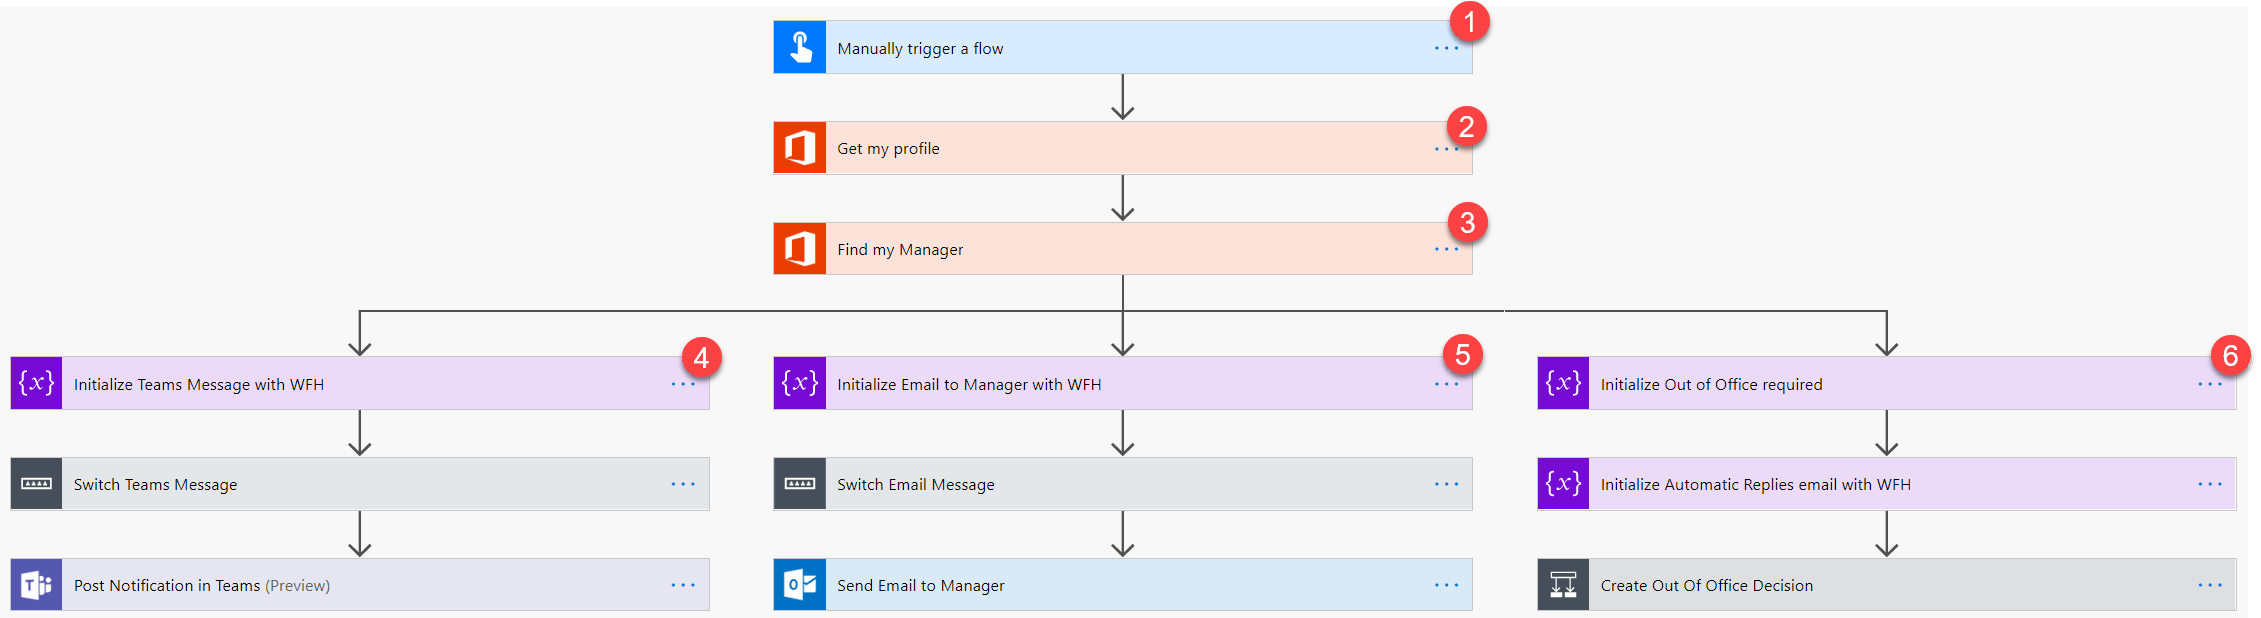 1
Manually trigger a flow
2
Get my profile
3
Find my Manager
4
{x} Initialize Teams Message with WFH
5
{x} Initialize Email to Manager with WFH
6
{x} Initialize Out of Office required
Switch Teams Message
Switch Email Message
{x} Initialize Automatic Replies email with WFH
T Post Notification in Teams (Preview)
O Send Email to Manager
Create Out Of Office Decision